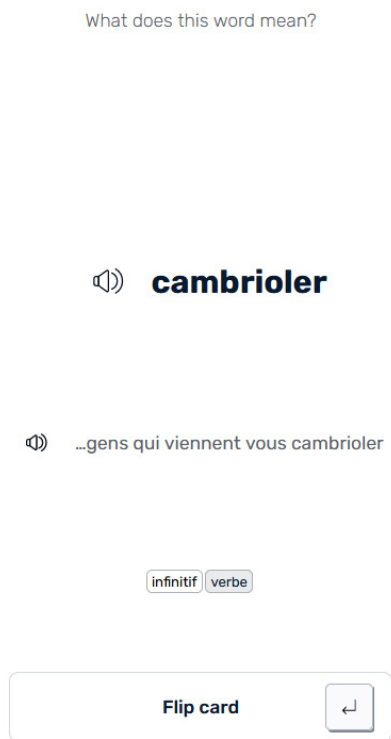 What does this word mean?
cambrioler
...gens qui viennent vous cambrioler
infinitif verbe
Flip card